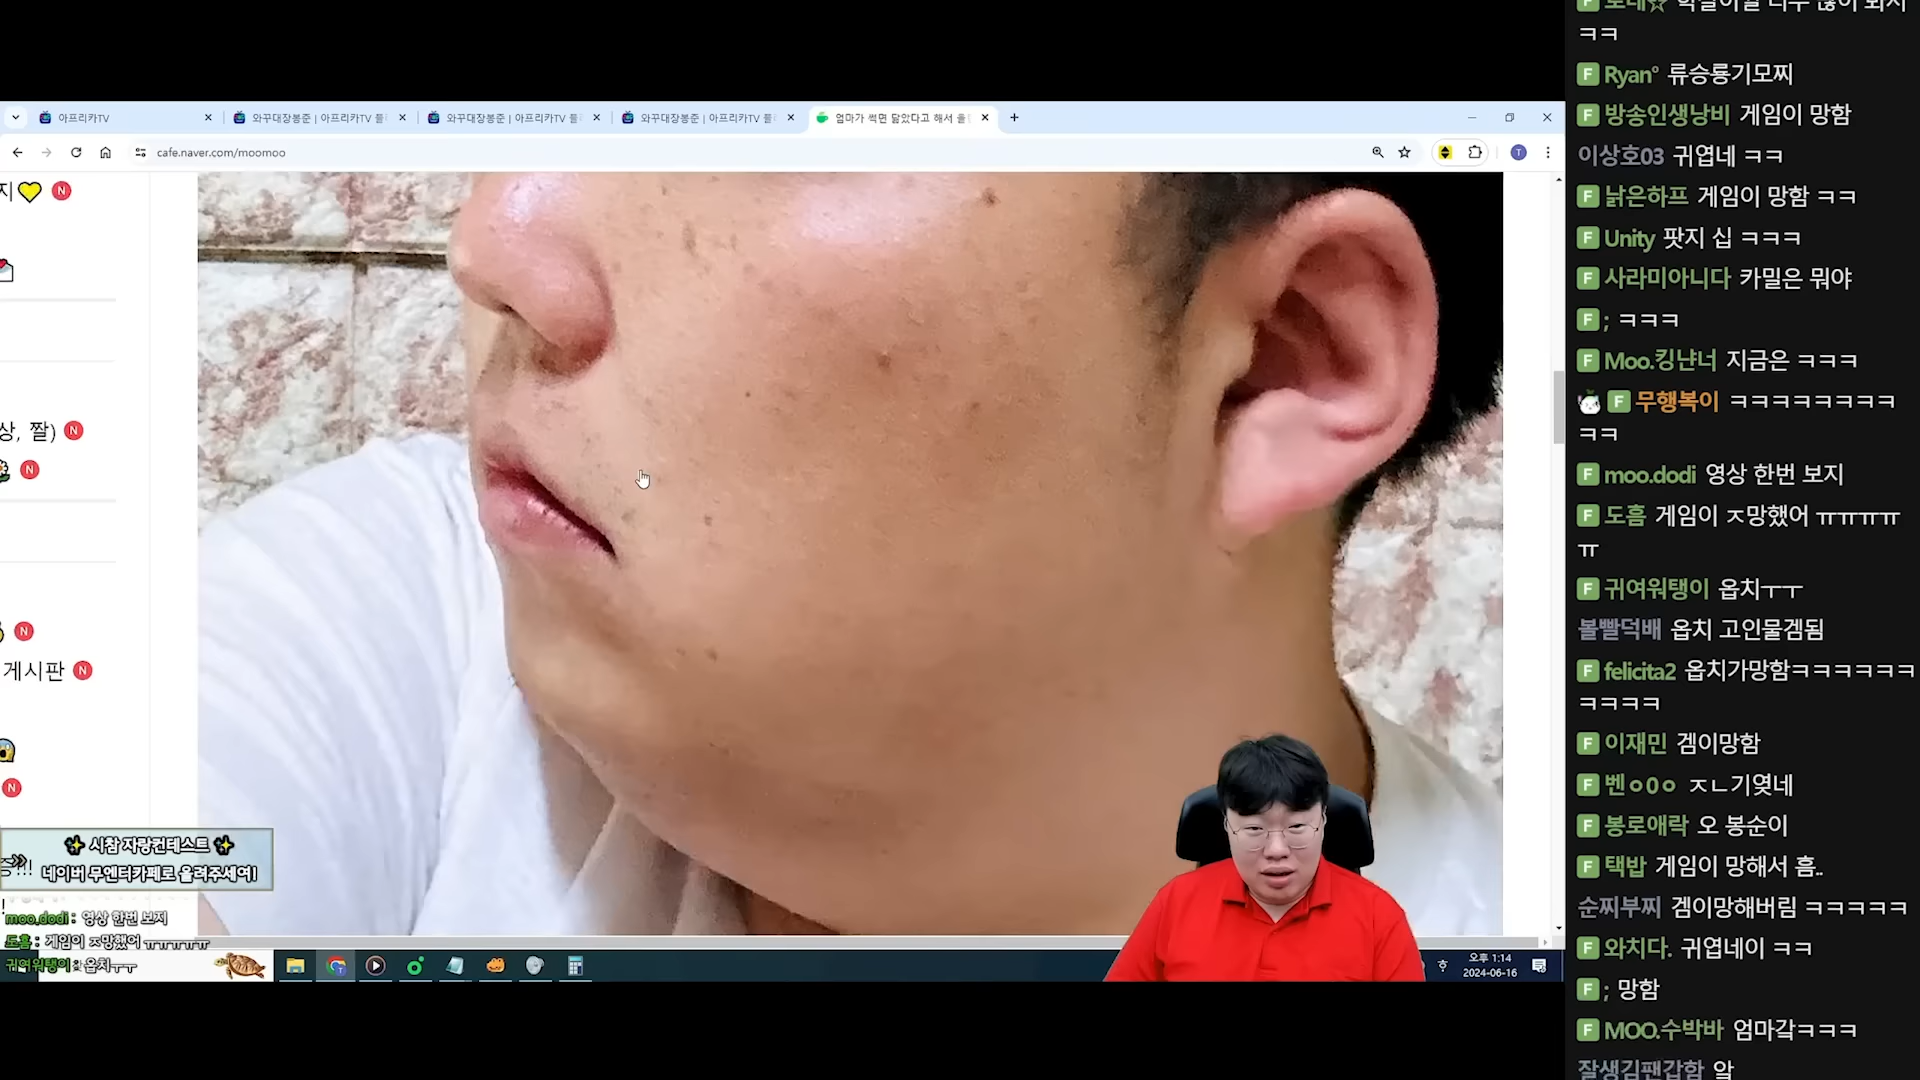 아프리카TV
와꾸대장봉준 | 아프리카TV 플
와꾸대장봉준 | 아프리카TV 플
와꾸대장봉준 | 아프리카TV 플
엄마가 썩면 닮았다고 해서 올
cafe.naver.com/moomoo
지💛 N
상, 짤) N
N
N
게시판 N
N
✨ 시참 자랑컨테스트 ✨
네이버 무엔터카페로 올려주세여!
moo.dodi : 영상 한번 보지
도흠 : 게임이 ㅈ망했어 ㅠㅠㅠㅠㅠ
귀여워탱이 : 옵치ㅜㅜ
오후 1:14
2024-06-16
ㅋㅋ
F Ryan° 류승룡기모찌
F 방송인생낭비 게임이 망함
이상호03 귀엽네 ㅋㅋ
F 낡은하프 게임이 망함 ㅋㅋ
F Unity 팟지 십 ㅋㅋㅋ
F 사라미아니다 카밀은 뭐야
F ; ㅋㅋㅋ
F Moo.킹냔너 지금은 ㅋㅋㅋ
F 무행복이 ㅋㅋㅋㅋㅋㅋㅋㅋ
ㅋㅋ
F moo.dodi 영상 한번 보지
F 도흠 게임이 ㅈ망했어 ㅠㅠㅠㅠ
ㅠ
F 귀여워탱이 옵치ㅜㅜ
볼빨덕배 옵치 고인물겜됨
F felicita2 옵치가망함ㅋㅋㅋㅋㅋㅋ
ㅋㅋㅋㅋ
F 이재민 겜이망함
F 벤ㅇ0ㅇ ㅈㄴ기엿네
F 봉로애락 오 봉순이
F 택밥 게임이 망해서 흠..
순찌부찌 겜이망해버림 ㅋㅋㅋㅋㅋ
F 와치다. 귀엽네이 ㅋㅋ
F ; 망함
F MOO.수박바 엄마갘ㅋㅋㅋ
잘생김팬갑함 앜